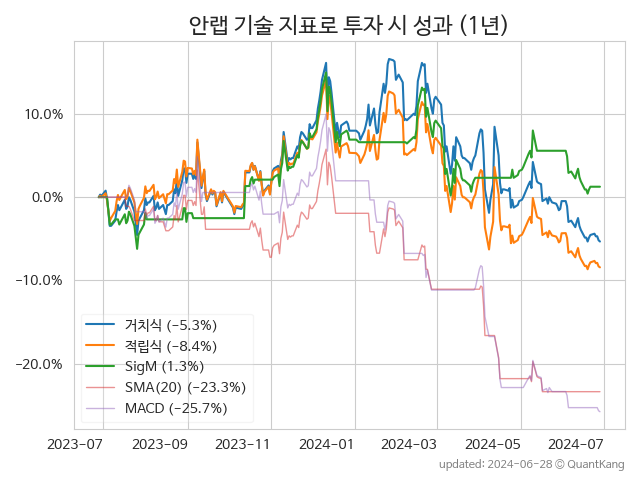 안랩 기술 지표로 투자 시 성과 (1년)
10.0%
0.0%
−10.0%
−20.0%
거치식 (−5.3%)
적립식 (−8.4%)
SigM (1.3%)
SMA(20) (−23.3%)
MACD (−25.7%)
2023-07 2023-09 2023-11 2024-01 2024-03 2024-05 2024-07
updated: 2024-06-28 ⓒ QuantKang